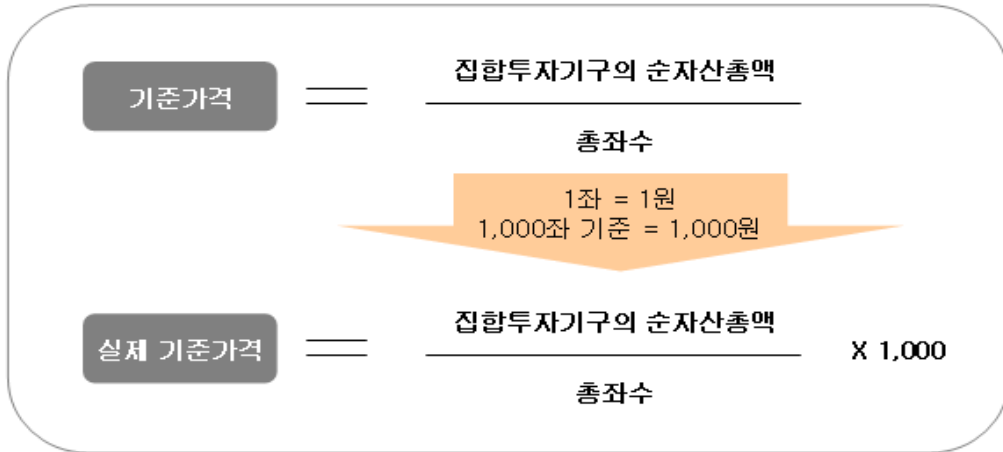 집합투자기구의 순자산총액
기준가격
총좌수
1좌 = 1원
1,000좌 기준 = 1,000원
집합투자기구의 순자산총액
실제 기준가격
X 1,000
총좌수